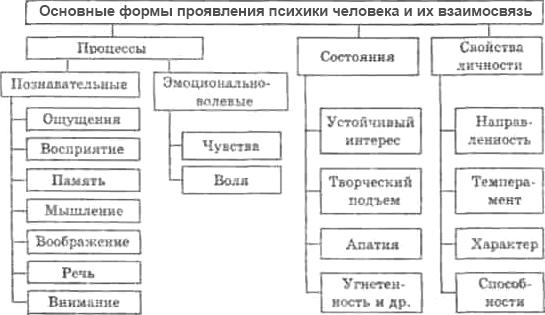 Основные формы проявления психики человека и их взаимосвязь
Процессы
Познавательные
Ощущения
Восприятие
Память
Мышление
Воображение
Речь
Внимание
Эмоционально-
волевые
Чувства
Воля
Состояния
Устойчивый
интерес
Творческий
подъем
Апатия
Угнетен-
ность и др.
Свойства
личности
Направ-
ленность
Темпера-
мент
Характер
Способ-
ности